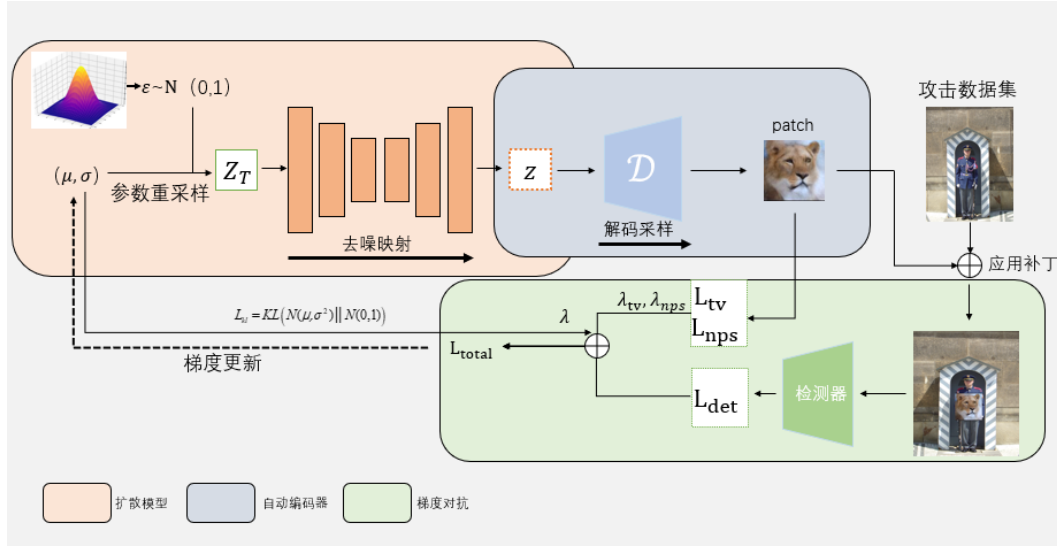 ε~N (0,1)
(μ,σ)
参数重采样
Z_T
去噪映射
z
𝒟
解码采样
patch
攻击数据集
应用补丁
L_kl = KL(N(μ,σ²)‖N(0,1))
λ
λ_tv, λ_nps
L_tv
L_nps
L_total
梯度更新
L_det
检测器
扩散模型
自动编码器
梯度对抗